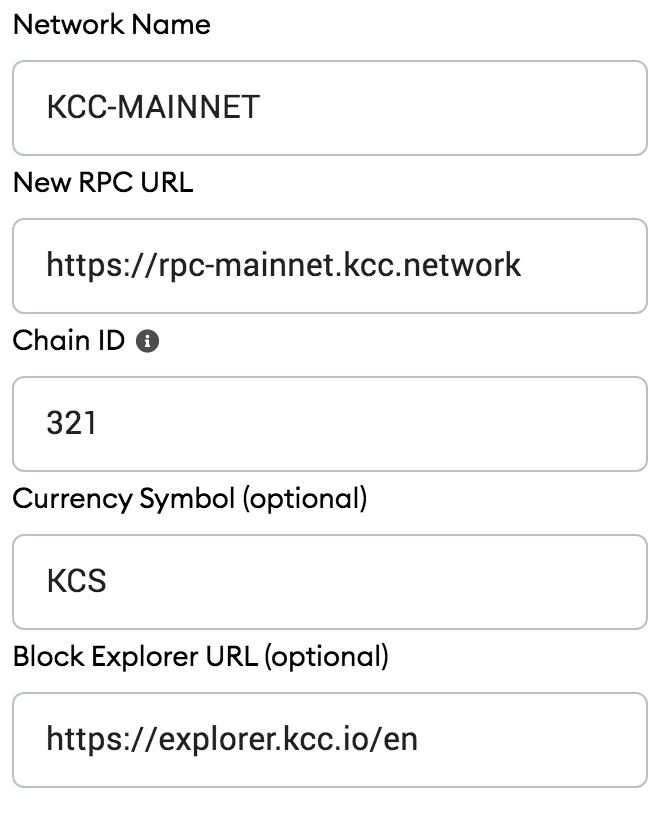 Network Name
KCC-MAINNET
New RPC URL
https://rpc-mainnet.kcc.network
Chain ID
321
Currency Symbol (optional)
KCS
Block Explorer URL (optional)
https://explorer.kcc.io/en